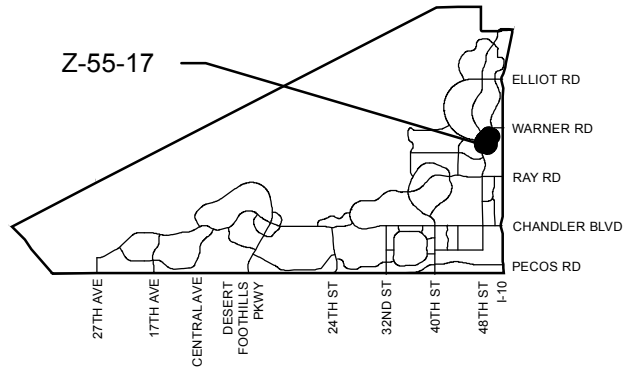 Z-55-17
ELLIOT RD
WARNER RD
RAY RD
CHANDLER BLVD
PECOS RD
27TH AVE
17TH AVE
CENTRAL AVE
DESERT
FOOTHILLS
PKWY
24TH ST
32ND ST
40TH ST
48TH ST
I-10